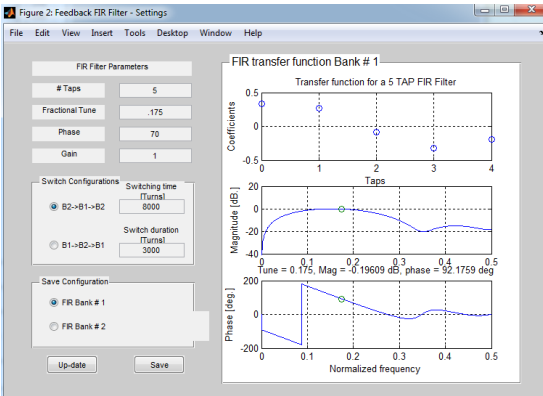 Figure 2: Feedback FIR Filter - Settings
File Edit View Insert Tools Desktop Window Help
FIR Filter Parameters
# Taps 5
Fractional Tune .175
Phase 70
Gain 1
Switch Configurations
Switching time
[Turns]
B2->B1->B2 8000
Switch duration
[Turns]
B1->B2->B1 3000
Save Configuration
FIR Bank # 1
FIR Bank # 2
Up-date Save
FIR transfer function Bank # 1
Transfer function for a 5 TAP FIR Filter
Coefficients
0.5
0
-0.5
0 1 2 3 4
Taps
Magnitude [dB.]
20
0
-20
-40
0 0.1 0.2 0.3 0.4 0.5
Tune = 0.175, Mag = -0.19609 dB, phase = 92.1759 deg
Phase [deg.]
200
0
-200
0 0.1 0.2 0.3 0.4 0.5
Normalized frequency